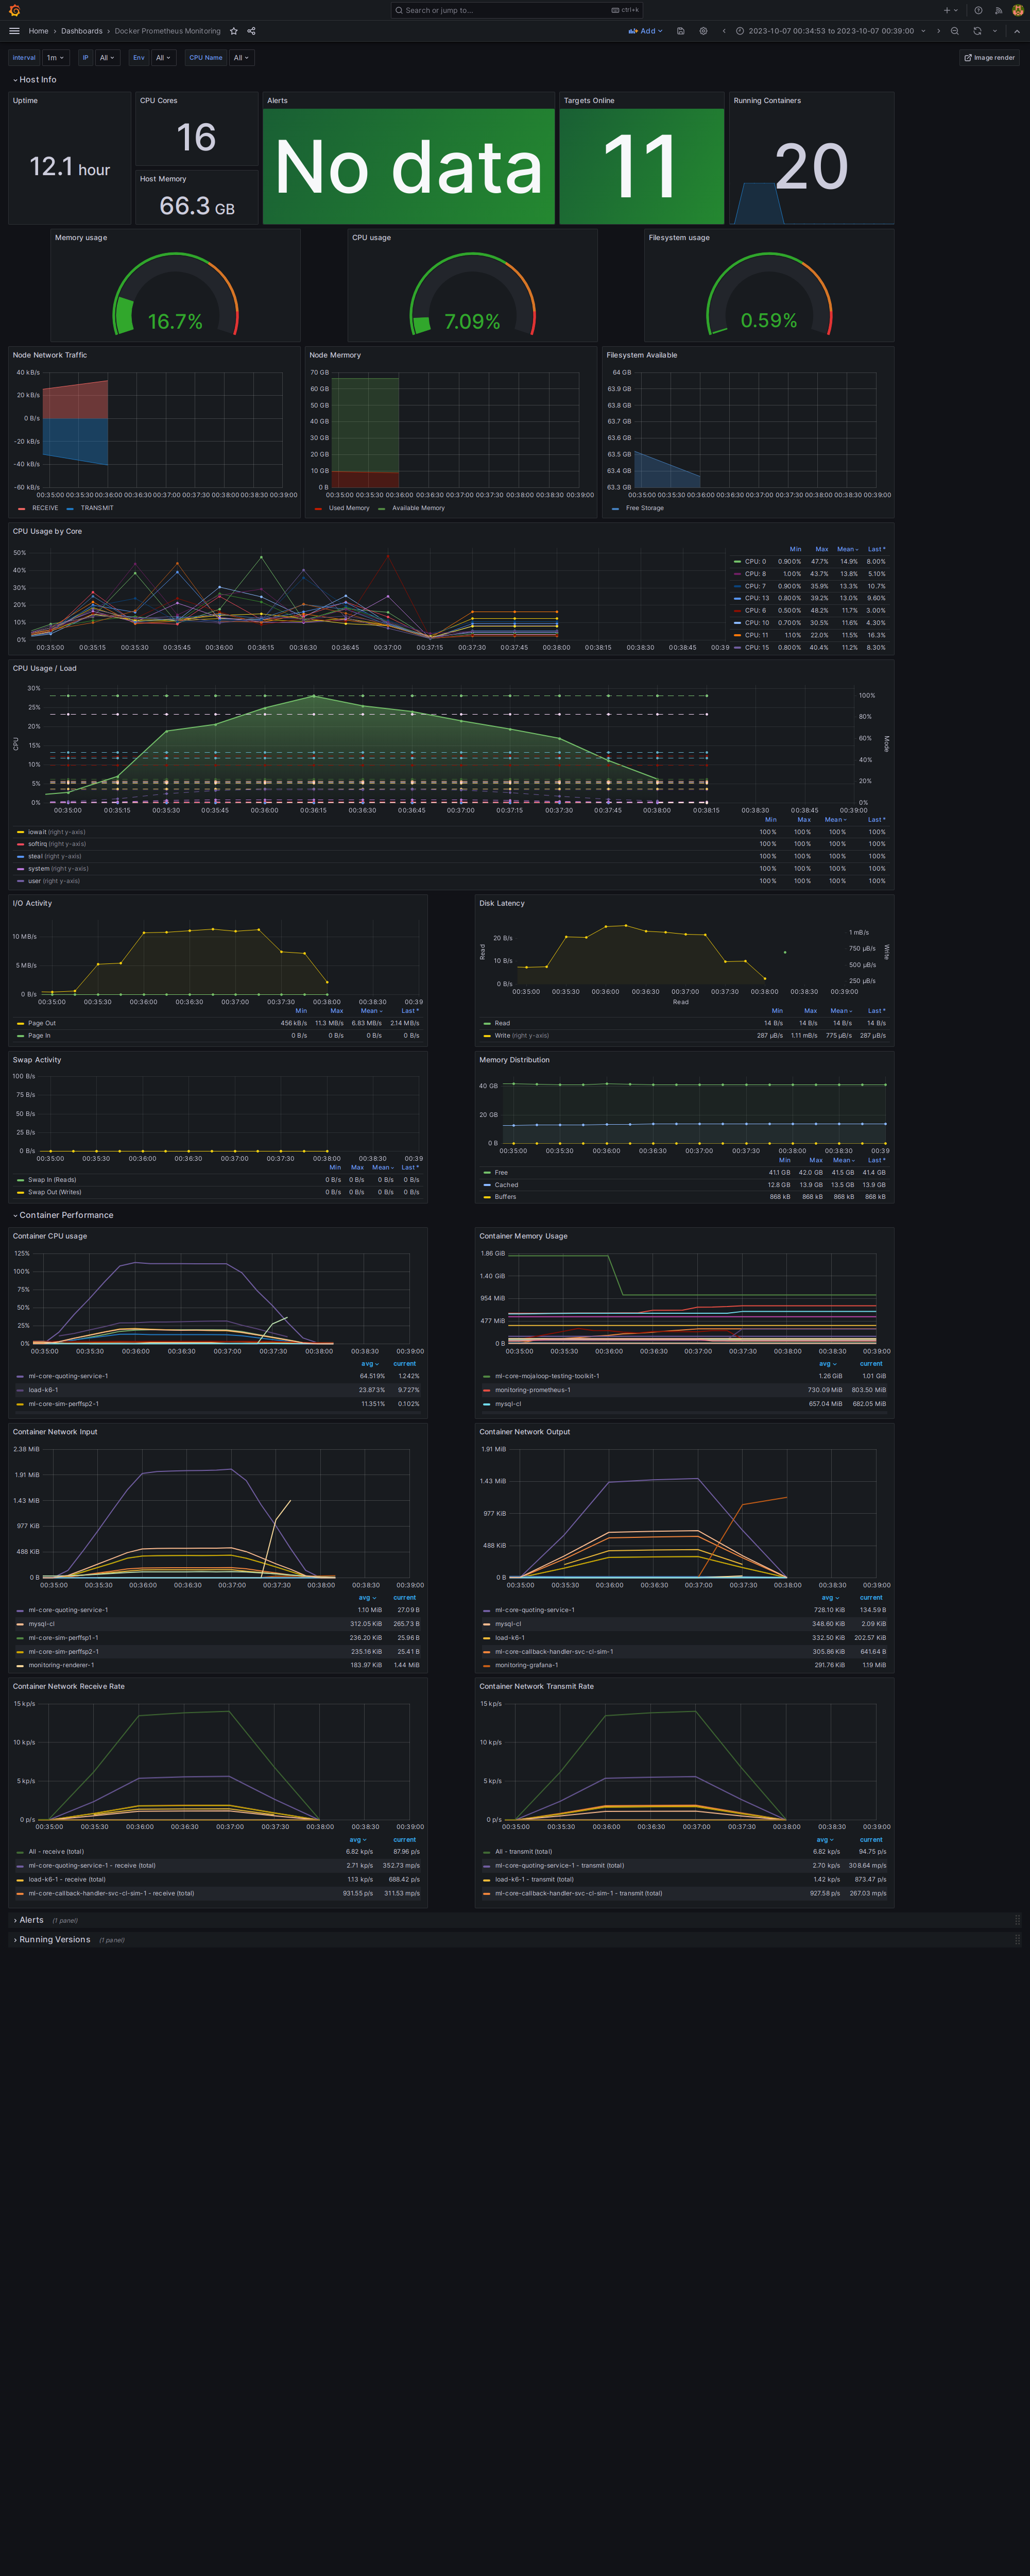 Search or jump to... ctrl+k
Home › Dashboards › Docker Prometheus Monitoring
Add
2023-10-07 00:34:53 to 2023-10-07 00:39:00
Interval 1m IP All Env All CPU Name All Image render
Host Info
Uptime
12.1 hour
CPU Cores
16
Host Memory
66.3 GB
Alerts
No data
Targets Online
11
Running Containers
20
Memory usage
16.7%
CPU usage
7.09%
Filesystem usage
0.59%
Node Network Traffic
40 kB/s
20 kB/s
0 B/s
-20 kB/s
-40 kB/s
-60 kB/s
00:35:00 00:35:30 00:36:00 00:36:30 00:37:00 00:37:30 00:38:00 00:38:30 00:39:00
RECEIVE TRANSMIT
Node Mermory
70 GB
60 GB
50 GB
40 GB
30 GB
20 GB
10 GB
0 B
00:35:00 00:35:30 00:36:00 00:36:30 00:37:00 00:37:30 00:38:00 00:38:30 00:39:00
Used Memory Available Memory
Filesystem Available
64 GB
63.9 GB
63.8 GB
63.7 GB
63.6 GB
63.5 GB
63.4 GB
63.3 GB
00:35:00 00:35:30 00:36:00 00:36:30 00:37:00 00:37:30 00:38:00 00:38:30 00:39:00
Free Storage
CPU Usage by Core
50%
40%
30%
20%
10%
0%
00:35:00 00:35:15 00:35:30 00:35:45 00:36:00 00:36:15 00:36:30 00:36:45 00:37:00 00:37:15 00:37:30 00:37:45 00:38:00 00:38:15 00:38:30 00:38:45 00:39
Min Max Mean Last *
CPU: 0 0.900% 47.7% 14.9% 8.00%
CPU: 8 1.00% 43.7% 13.8% 5.10%
CPU: 7 0.900% 35.9% 13.3% 10.7%
CPU: 13 0.800% 39.2% 13.0% 9.60%
CPU: 6 0.500% 48.2% 11.7% 3.00%
CPU: 10 0.700% 30.5% 11.6% 4.30%
CPU: 11 1.10% 22.0% 11.5% 16.3%
CPU: 15 0.800% 40.4% 11.2% 8.30%
CPU Usage / Load
CPU
30%
25%
20%
15%
10%
5%
0%
100%
80%
60%
40%
20%
0%
Mode
00:35:00 00:35:15 00:35:30 00:35:45 00:36:00 00:36:15 00:36:30 00:36:45 00:37:00 00:37:15 00:37:30 00:37:45 00:38:00 00:38:15 00:38:30 00:38:45 00:39:00
Min Max Mean Last *
iowait (right y-axis) 100% 100% 100% 100%
softirq (right y-axis) 100% 100% 100% 100%
steal (right y-axis) 100% 100% 100% 100%
system (right y-axis) 100% 100% 100% 100%
user (right y-axis) 100% 100% 100% 100%
I/O Activity
10 MB/s
5 MB/s
0 B/s
00:35:00 00:35:30 00:36:00 00:36:30 00:37:00 00:37:30 00:38:00 00:38:30 00:39
Min Max Mean Last *
Page Out 456 kB/s 11.3 MB/s 6.83 MB/s 2.14 MB/s
Page In 0 B/s 0 B/s 0 B/s 0 B/s
Disk Latency
Read
20 B/s
10 B/s
0 B/s
1 mB/s
750 µB/s
500 µB/s
250 µB/s
Write
00:35:00 00:35:30 00:36:00 00:36:30 00:37:00 00:37:30 00:38:00 00:38:30 00:39:00
Read
Min Max Mean Last *
Read 14 B/s 14 B/s 14 B/s 14 B/s
Write (right y-axis) 287 µB/s 1.11 mB/s 775 µB/s 287 µB/s
Swap Activity
100 B/s
75 B/s
50 B/s
25 B/s
0 B/s
00:35:00 00:35:30 00:36:00 00:36:30 00:37:00 00:37:30 00:38:00 00:38:30 00:39
Min Max Mean Last *
Swap In (Reads) 0 B/s 0 B/s 0 B/s 0 B/s
Swap Out (Writes) 0 B/s 0 B/s 0 B/s 0 B/s
Memory Distribution
40 GB
20 GB
0 B
00:35:00 00:35:30 00:36:00 00:36:30 00:37:00 00:37:30 00:38:00 00:38:30 00:39
Min Max Mean Last *
Free 41.1 GB 42.0 GB 41.5 GB 41.4 GB
Cached 12.8 GB 13.9 GB 13.5 GB 13.9 GB
Buffers 868 kB 868 kB 868 kB 868 kB
Container Performance
Container CPU usage
125%
100%
75%
50%
25%
0%
00:35:00 00:35:30 00:36:00 00:36:30 00:37:00 00:37:30 00:38:00 00:38:30 00:39:00
avg current
ml-core-quoting-service-1 64.519% 1.242%
load-k6-1 23.873% 9.727%
ml-core-sim-perffsp2-1 11.351% 0.102%
Container Memory Usage
1.86 GiB
1.40 GiB
954 MiB
477 MiB
0 B
00:35:00 00:35:30 00:36:00 00:36:30 00:37:00 00:37:30 00:38:00 00:38:30 00:39:00
avg current
ml-core-mojaloop-testing-toolkit-1 1.26 GiB 1.01 GiB
monitoring-prometheus-1 730.09 MiB 803.50 MiB
mysql-cl 657.04 MiB 682.05 MiB
Container Network Input
2.38 MiB
1.91 MiB
1.43 MiB
977 KiB
488 KiB
0 B
00:35:00 00:35:30 00:36:00 00:36:30 00:37:00 00:37:30 00:38:00 00:38:30 00:39:00
avg current
ml-core-quoting-service-1 1.10 MiB 27.09 B
mysql-cl 312.05 KiB 265.73 B
ml-core-sim-perffsp1-1 236.20 KiB 25.96 B
ml-core-sim-perffsp2-1 235.16 KiB 25.41 B
monitoring-renderer-1 183.97 KiB 1.44 MiB
Container Network Output
1.91 MiB
1.43 MiB
977 KiB
488 KiB
0 B
00:35:00 00:35:30 00:36:00 00:36:30 00:37:00 00:37:30 00:38:00 00:38:30 00:39:00
avg current
ml-core-quoting-service-1 728.10 KiB 134.59 B
mysql-cl 348.60 KiB 2.09 KiB
load-k6-1 332.50 KiB 202.57 KiB
ml-core-callback-handler-svc-cl-sim-1 305.86 KiB 641.64 B
monitoring-grafana-1 291.76 KiB 1.19 MiB
Container Network Receive Rate
15 kp/s
10 kp/s
5 kp/s
0 p/s
00:35:00 00:35:30 00:36:00 00:36:30 00:37:00 00:37:30 00:38:00 00:38:30 00:39:00
avg current
All - receive (total) 6.82 kp/s 87.96 p/s
ml-core-quoting-service-1 - receive (total) 2.71 kp/s 352.73 mp/s
load-k6-1 - receive (total) 1.13 kp/s 688.42 p/s
ml-core-callback-handler-svc-cl-sim-1 - receive (total) 931.55 p/s 311.53 mp/s
Container Network Transmit Rate
15 kp/s
10 kp/s
5 kp/s
0 p/s
00:35:00 00:35:30 00:36:00 00:36:30 00:37:00 00:37:30 00:38:00 00:38:30 00:39:00
avg current
All - transmit (total) 6.82 kp/s 94.75 p/s
ml-core-quoting-service-1 - transmit (total) 2.70 kp/s 308.64 mp/s
load-k6-1 - transmit (total) 1.42 kp/s 873.47 p/s
ml-core-callback-handler-svc-cl-sim-1 - transmit (total) 927.58 p/s 267.03 mp/s
Alerts (1 panel)
Running Versions (1 panel)